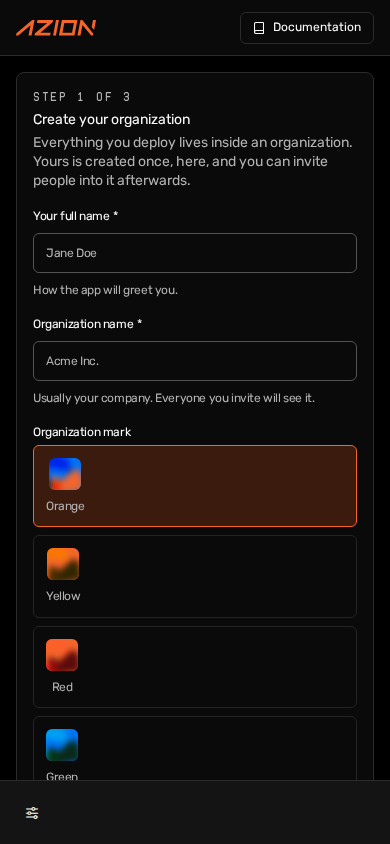 AZION
Documentation
STEP 1 OF 3
Create your organization
Everything you deploy lives inside an organization.
Yours is created once, here, and you can invite
people into it afterwards.
Your full name *
Jane Doe
How the app will greet you.
Organization name *
Acme Inc.
Usually your company. Everyone you invite will see it.
Organization mark
Orange
Yellow
Red
Green